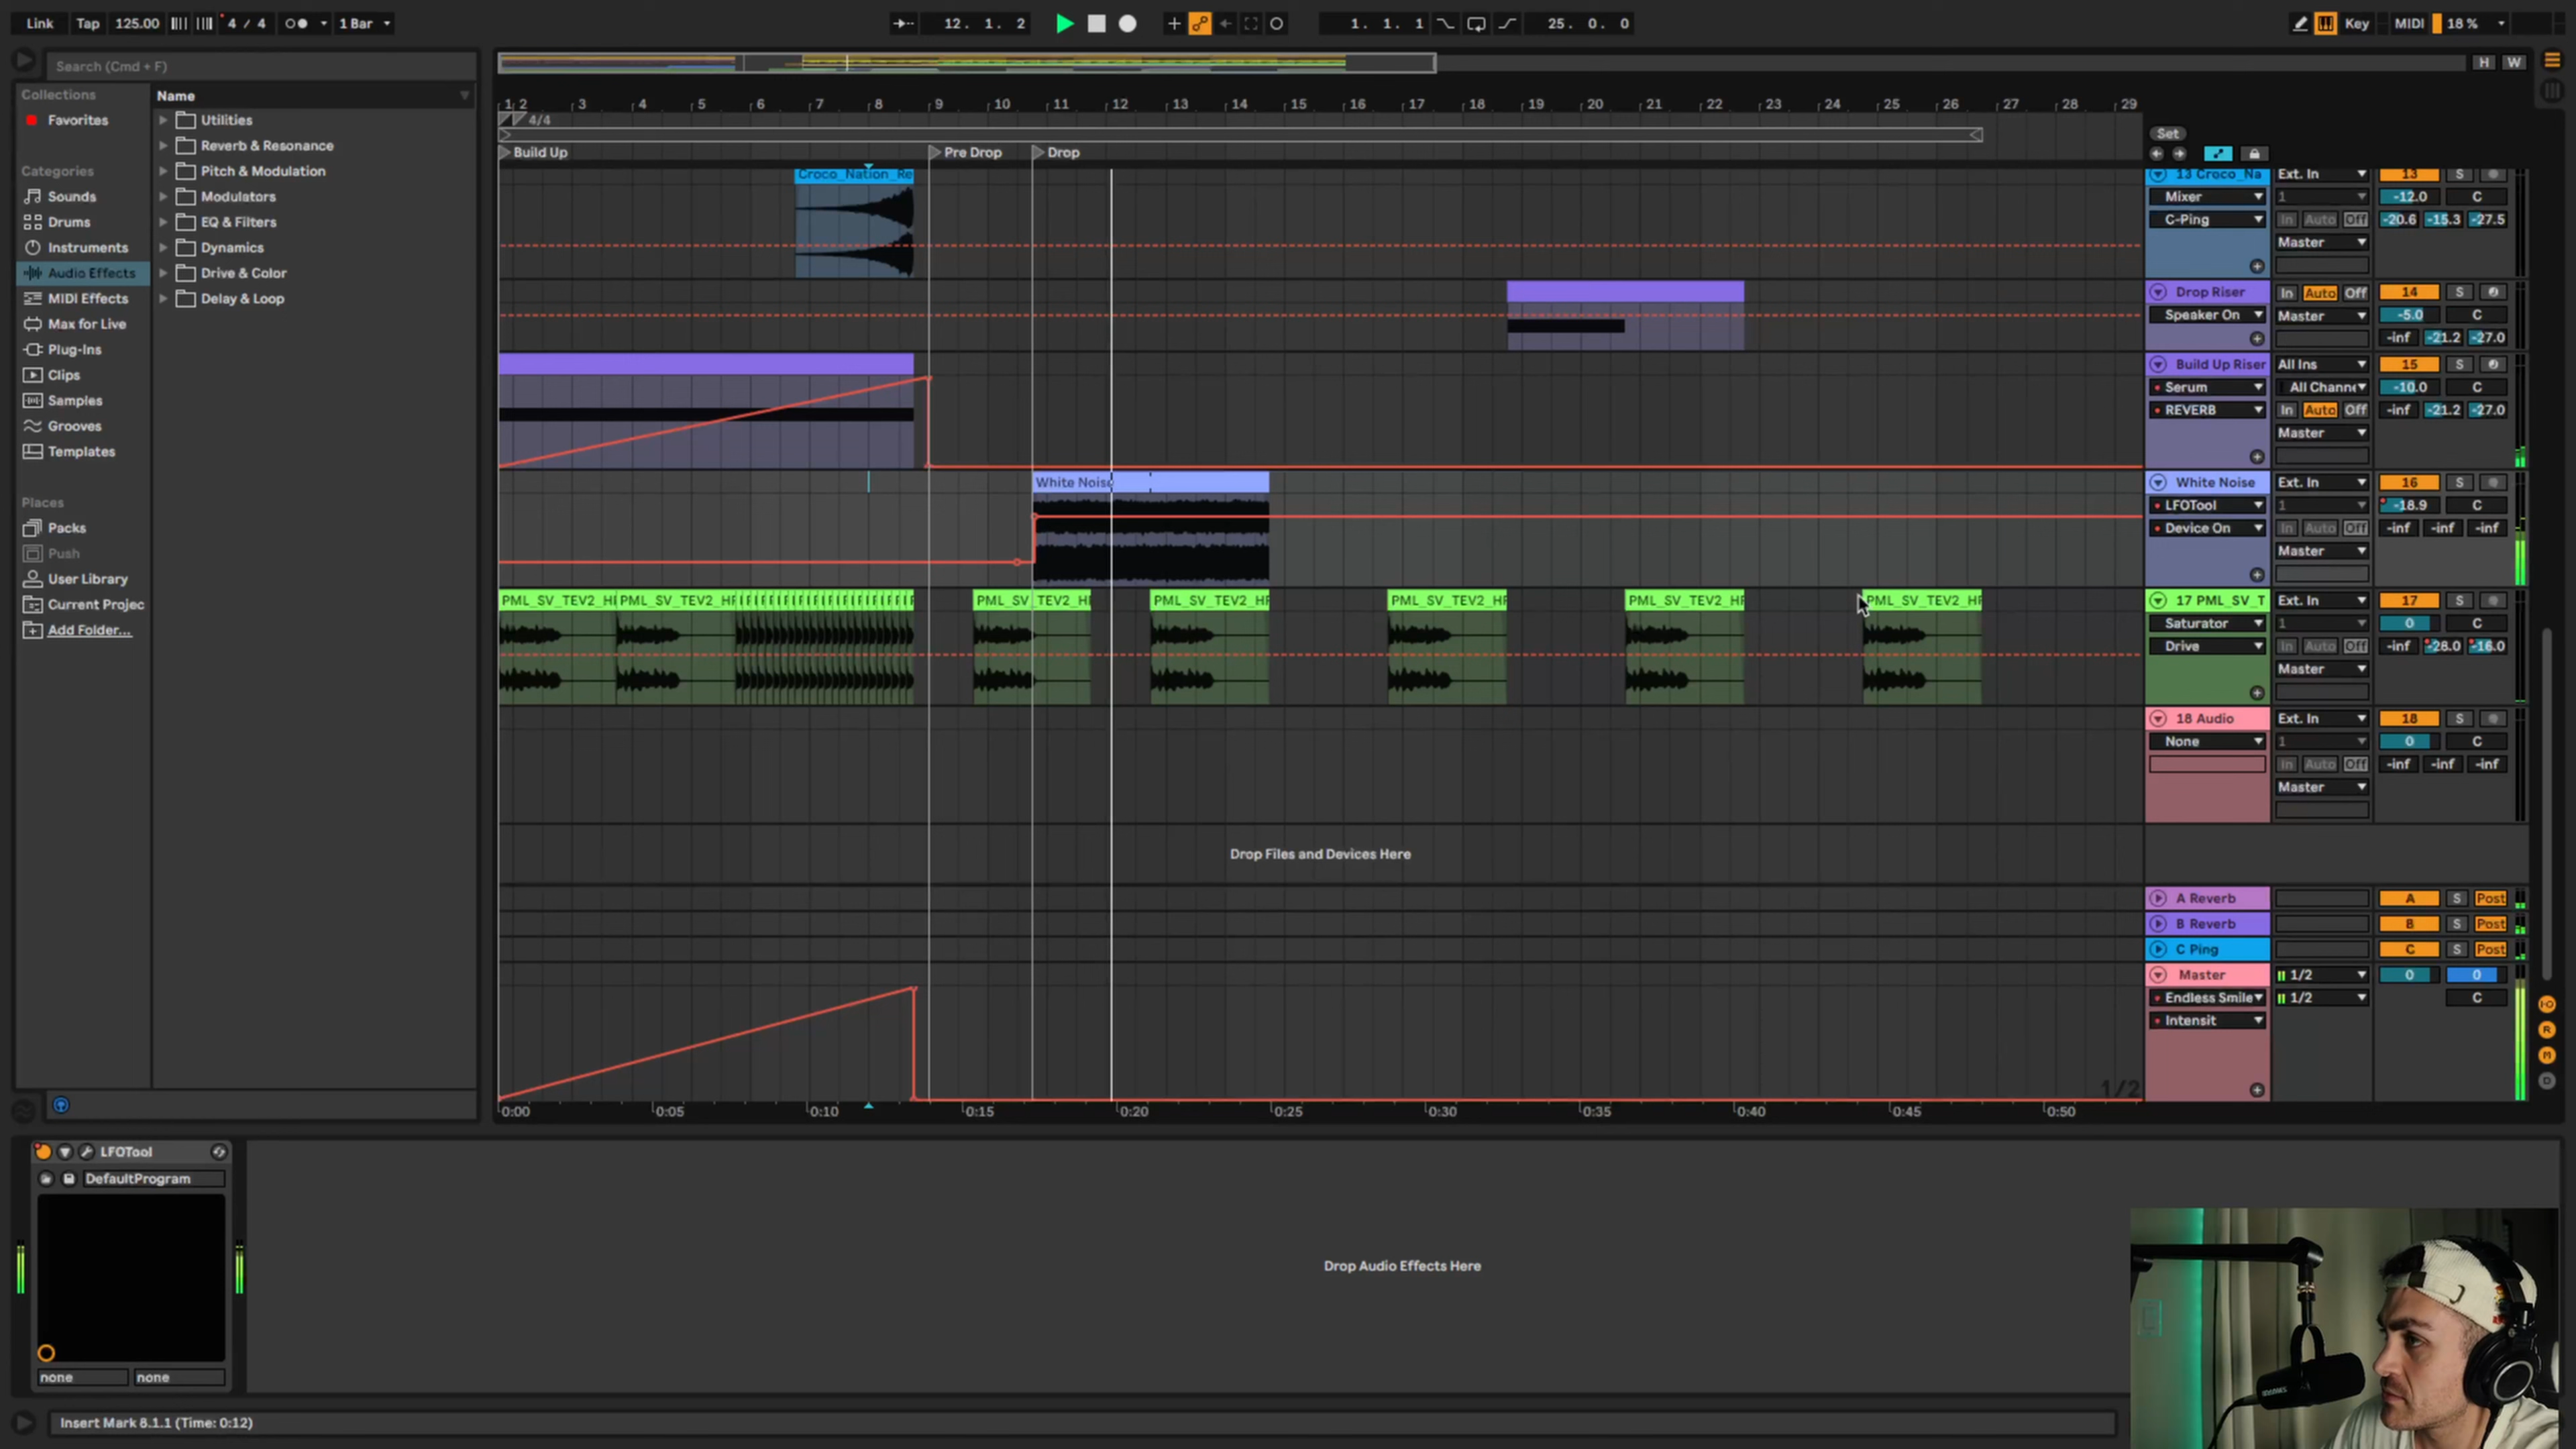 Link Tap 125.00 4 / 4 1 Bar 12. 1. 2 1. 1. 1 25. 0. 0 Key MIDI 18 %
Search (Cmd + F)
H W
Collections
Favorites
Categories
Sounds
Drums
Instruments
Audio Effects
MIDI Effects
Max for Live
Plug-Ins
Clips
Samples
Grooves
Templates
Places
Packs
Push
User Library
Current Projec
Add Folder...
Name
Utilities
Reverb & Resonance
Pitch & Modulation
Modulators
EQ & Filters
Dynamics
Drive & Color
Delay & Loop
1 2 3 4 5 6 7 8 9 10 11 12 13 14 15 16 17 18 19 20 21 22 23 24 25 26 27 28 29
4/4
Set
Build Up Pre Drop Drop
Croco_Nation_Re
13 Croco_Na Ext. In 13 S
Mixer 1 -12.0 C
C-Ping In Auto Off -20.6 -15.3 -27.5
Master
Drop Riser In Auto Off 14 S
Speaker On Master -5.0 C
-inf -21.2 -27.0
Build Up Riser All Ins 15 S
Serum All Channe -10.0 C
REVERB In Auto Off -inf -21.2 -27.0
Master
White Noise
White Noise Ext. In 16 S
LFOTool 1 -18.9 C
Device On In Auto Off -inf -inf -inf
Master
PML_SV_TEV2_HI PML_SV_TEV2_HF PML_SV_TEV2_HI PML_SV_TEV2_HF PML_SV_TEV2_HF PML_SV_TEV2_HF PML_SV_TEV2_HF
17 PML_SV_T Ext. In 17 S
Saturator 1 0 C
Drive In Auto Off -inf -28.0 -16.0
Master
18 Audio Ext. In 18 S
None 1 0 C
In Auto Off -inf -inf -inf
Master
Drop Files and Devices Here
A Reverb A S Post
B Reverb B S Post
C Ping C S Post
Master 1/2 0 0
Endless Smile 1/2 C
Intensit
1/2
I·O
R
M
D
0:00 0:05 0:10 0:15 0:20 0:25 0:30 0:35 0:40 0:45 0:50
LFOTool
DefaultProgram
none none
Drop Audio Effects Here
Insert Mark 8.1.1 (Time: 0:12)